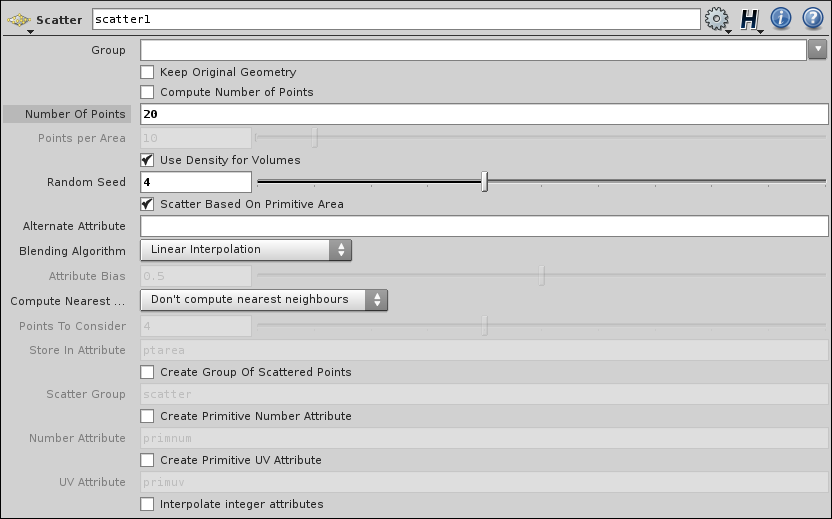 Scatter scatter1 H i ?
Group
Keep Original Geometry
Compute Number of Points
Number Of Points 20
Points per Area 10
Use Density for Volumes
Random Seed 4
Scatter Based On Primitive Area
Alternate Attribute
Blending Algorithm Linear Interpolation
Attribute Bias 0.5
Compute Nearest ... Don't compute nearest neighbours
Points To Consider 4
Store In Attribute ptarea
Create Group Of Scattered Points
Scatter Group scatter
Create Primitive Number Attribute
Number Attribute primnum
Create Primitive UV Attribute
UV Attribute primuv
Interpolate integer attributes